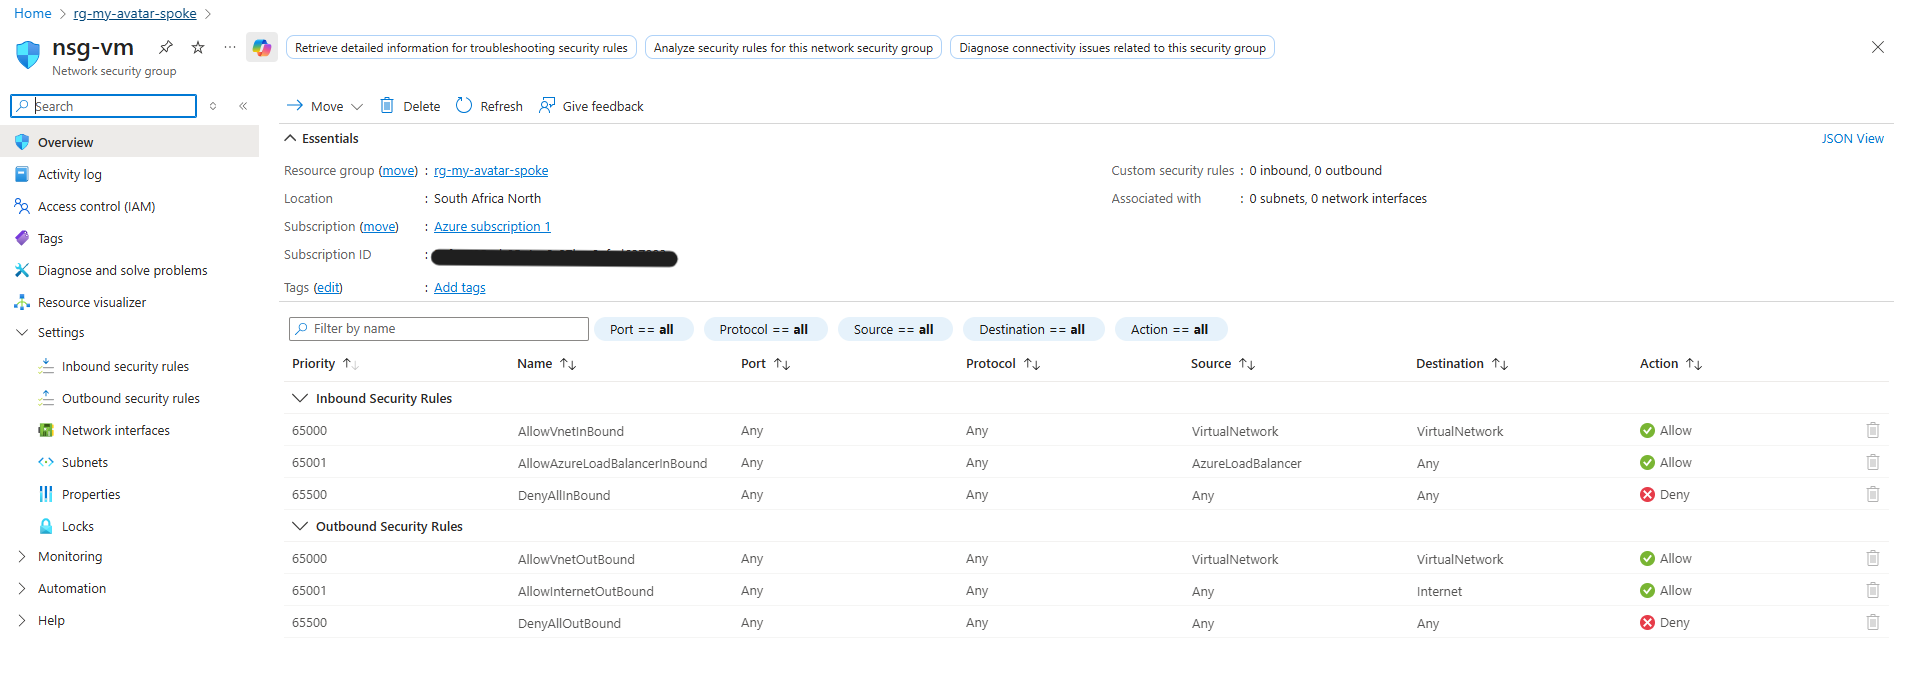 Home > rg-my-avatar-spoke >
nsg-vm
Network security group
Retrieve detailed information for troubleshooting security rules
Analyze security rules for this network security group
Diagnose connectivity issues related to this security group
Search
Overview
Activity log
Access control (IAM)
Tags
Diagnose and solve problems
Resource visualizer
Settings
Inbound security rules
Outbound security rules
Network interfaces
Subnets
Properties
Locks
Monitoring
Automation
Help
Move Delete Refresh Give feedback
Essentials JSON View
Resource group (move) : rg-my-avatar-spoke
Location : South Africa North
Subscription (move) : Azure subscription 1
Subscription ID :
Tags (edit) : Add tags
Custom security rules : 0 inbound, 0 outbound
Associated with : 0 subnets, 0 network interfaces
Filter by name Port == all Protocol == all Source == all Destination == all Action == all
Priority Name Port Protocol Source Destination Action
Inbound Security Rules
65000 AllowVnetInBound Any Any VirtualNetwork VirtualNetwork Allow
65001 AllowAzureLoadBalancerInBound Any Any AzureLoadBalancer Any Allow
65500 DenyAllInBound Any Any Any Any Deny
Outbound Security Rules
65000 AllowVnetOutBound Any Any VirtualNetwork VirtualNetwork Allow
65001 AllowInternetOutBound Any Any Any Internet Allow
65500 DenyAllOutBound Any Any Any Any Deny